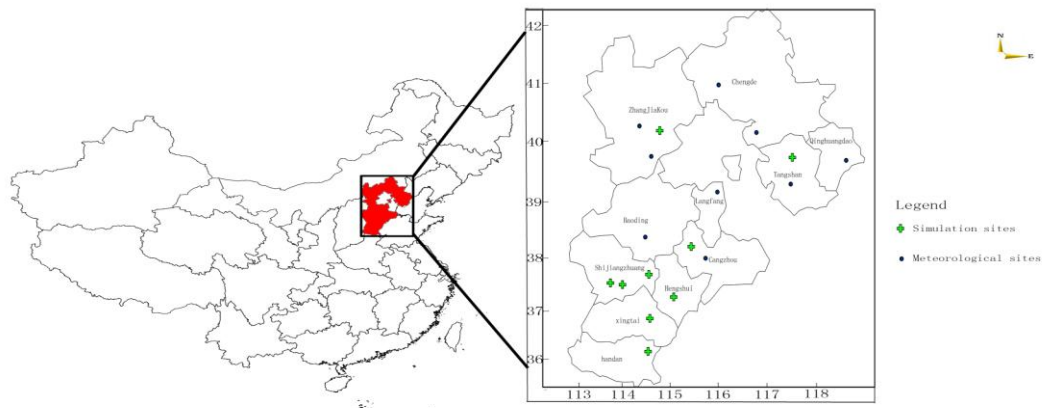 42
41
40
39
38
37
36
113 114 115 116 117 118
Chengde
ZhangJiaKou
Qinghuangdao
Tangshan
Langfang
Baoding
Cangzhou
Shijiangzhuang
Hengshui
xingtai
handan
N
E
Legend
Simulation sites
Meteorological sites